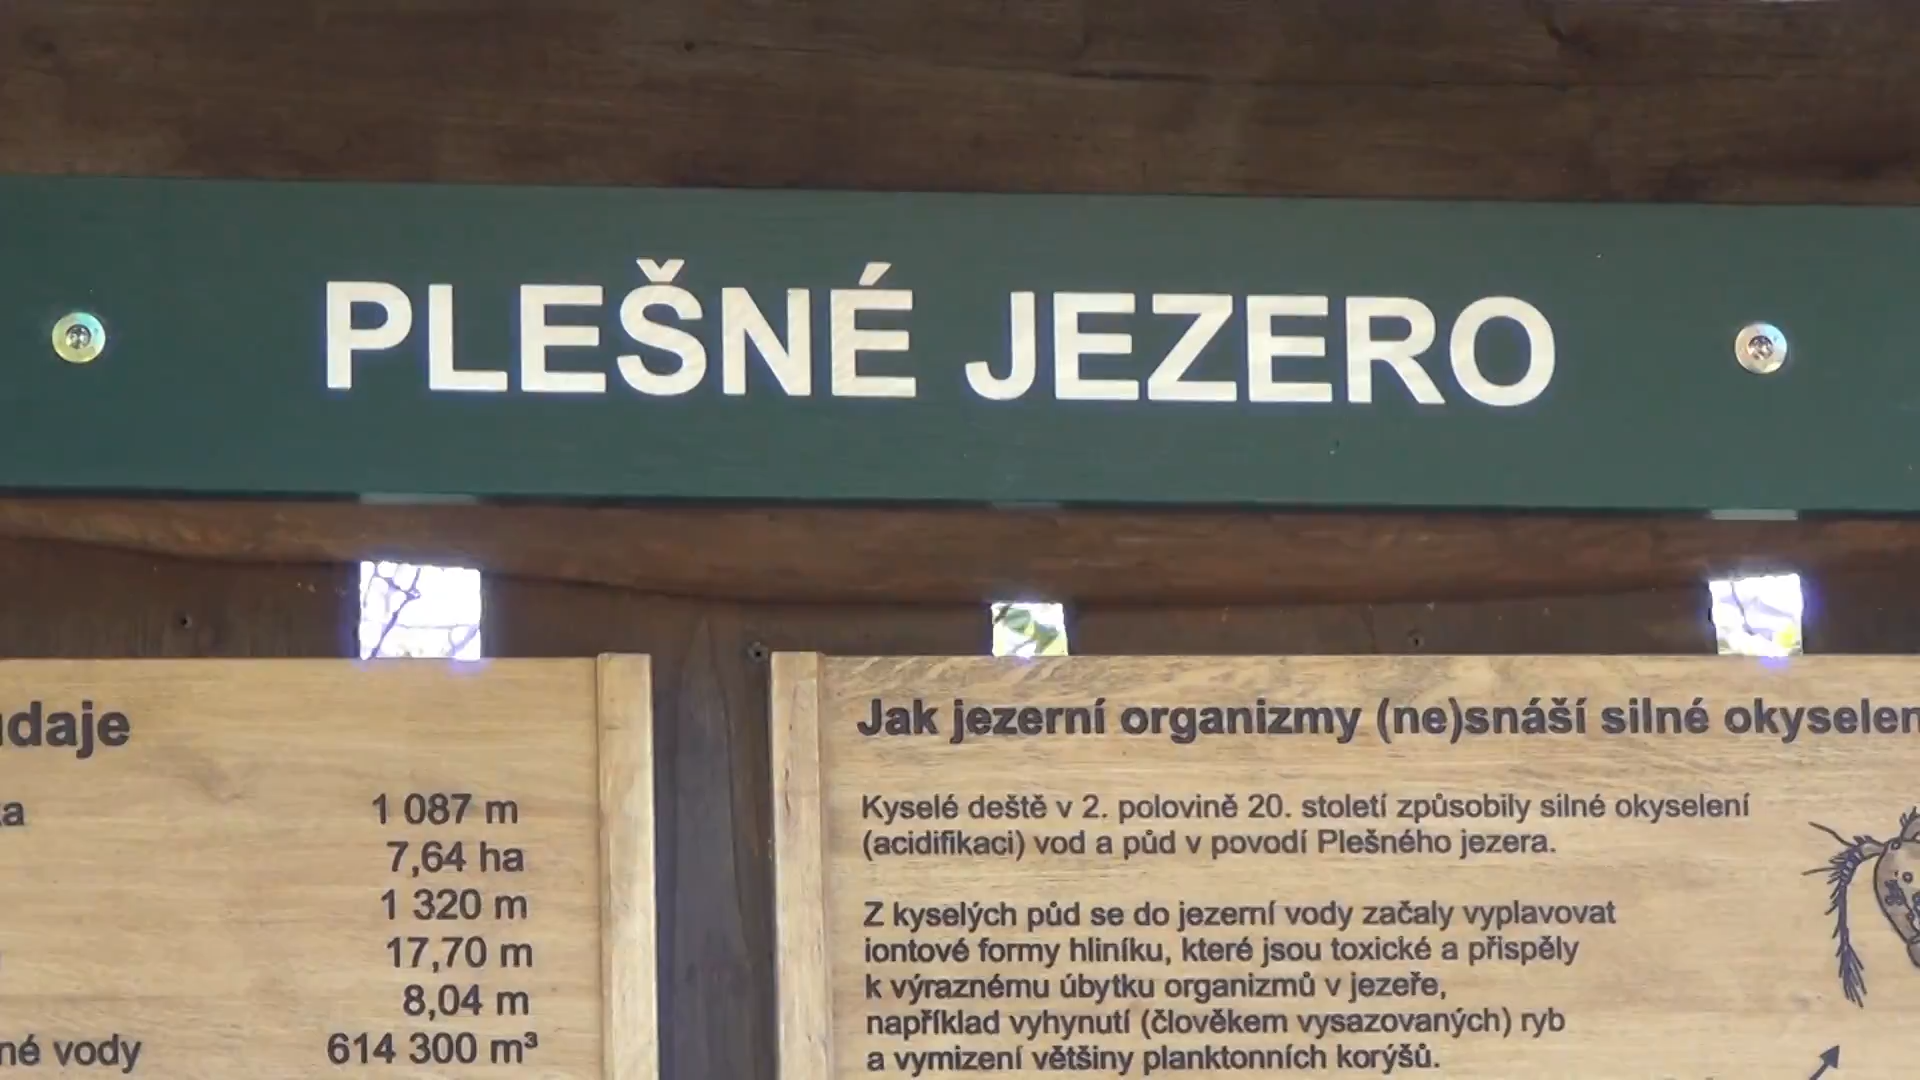 PLEŠNÉ JEZERO
údaje
1 087 m
7,64 ha
1 320 m
17,70 m
8,04 m
né vody 614 300 m³
Jak jezerní organizmy (ne)snáší silné okyselen
Kyselé deště v 2. polovině 20. století způsobily silné okyselení
(acidifikaci) vod a půd v povodí Plešného jezera.
Z kyselých půd se do jezerní vody začaly vyplavovat
iontové formy hliníku, které jsou toxické a přispěly
k výraznému úbytku organizmů v jezeře,
například vyhynutí (člověkem vysazovaných) ryb
a vymizení většiny planktonních korýšů.